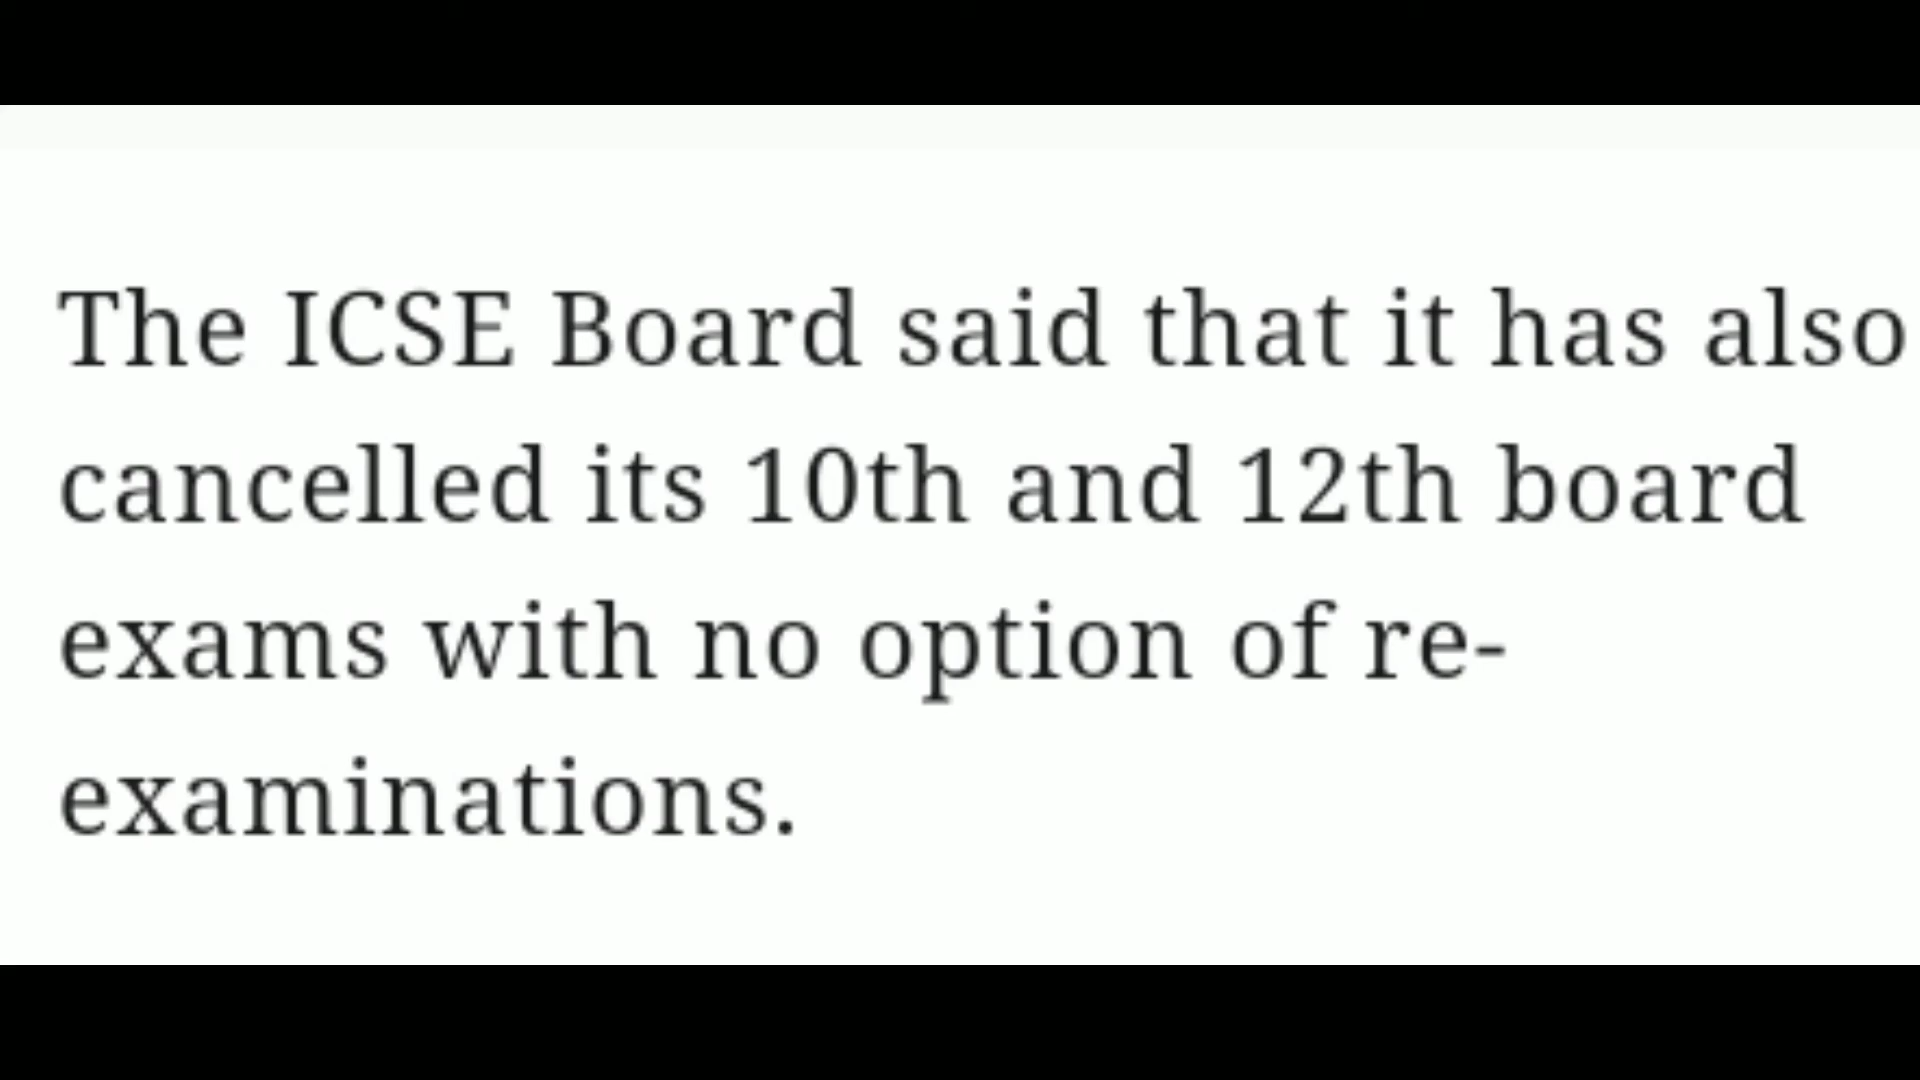 The ICSE Board said that it has also
cancelled its 10th and 12th board
exams with no option of re-
examinations.